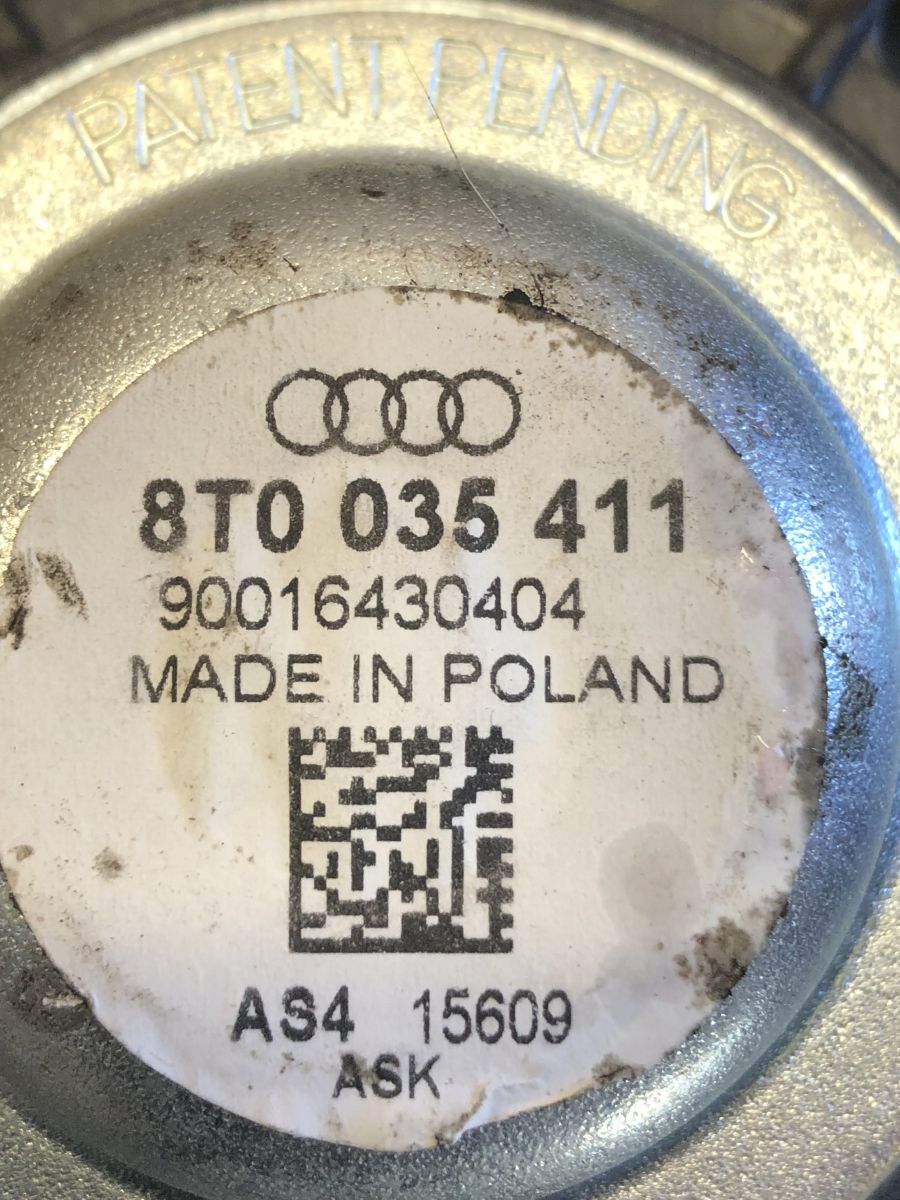 PATENT PENDING
8T0 035 411
90016430404
MADE IN POLAND
AS4 15609
ASK